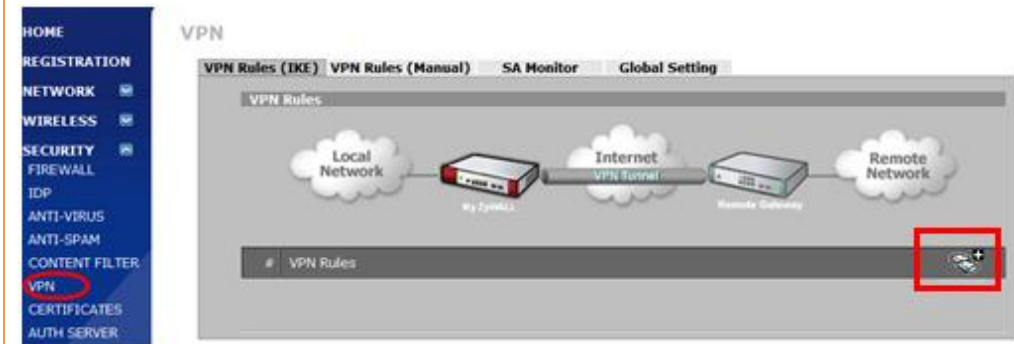 HOME
REGISTRATION
NETWORK
WIRELESS
SECURITY
FIREWALL
IDP
ANTI-VIRUS
ANTI-SPAM
CONTENT FILTER
VPN
CERTIFICATES
AUTH SERVER
VPN
VPN Rules (IKE) VPN Rules (Manual) SA Monitor Global Setting
VPN Rules
Local
Network
My ZyWALL
Internet
VPN Tunnel
Remote Gateway
Remote
Network
# VPN Rules